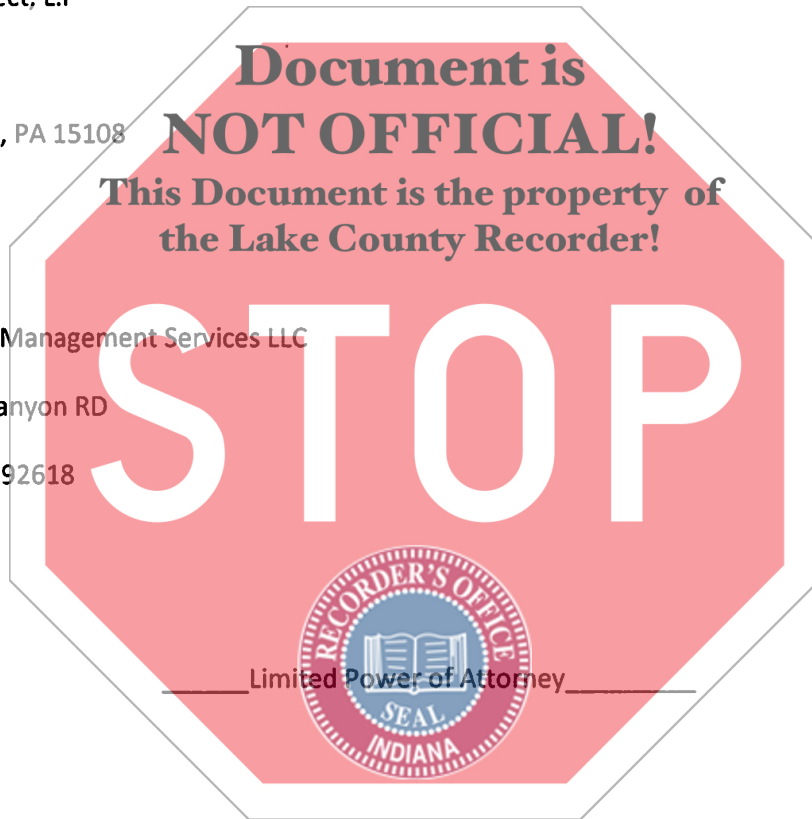 Document is
NOT OFFICIAL!
, PA 15108
This Document is the property of
the Lake County Recorder!
STOP
Management Services LLC
anyon RD
92618
RECORDER'S OFFICE
Limited Power of Attorney
SEAL
INDIANA